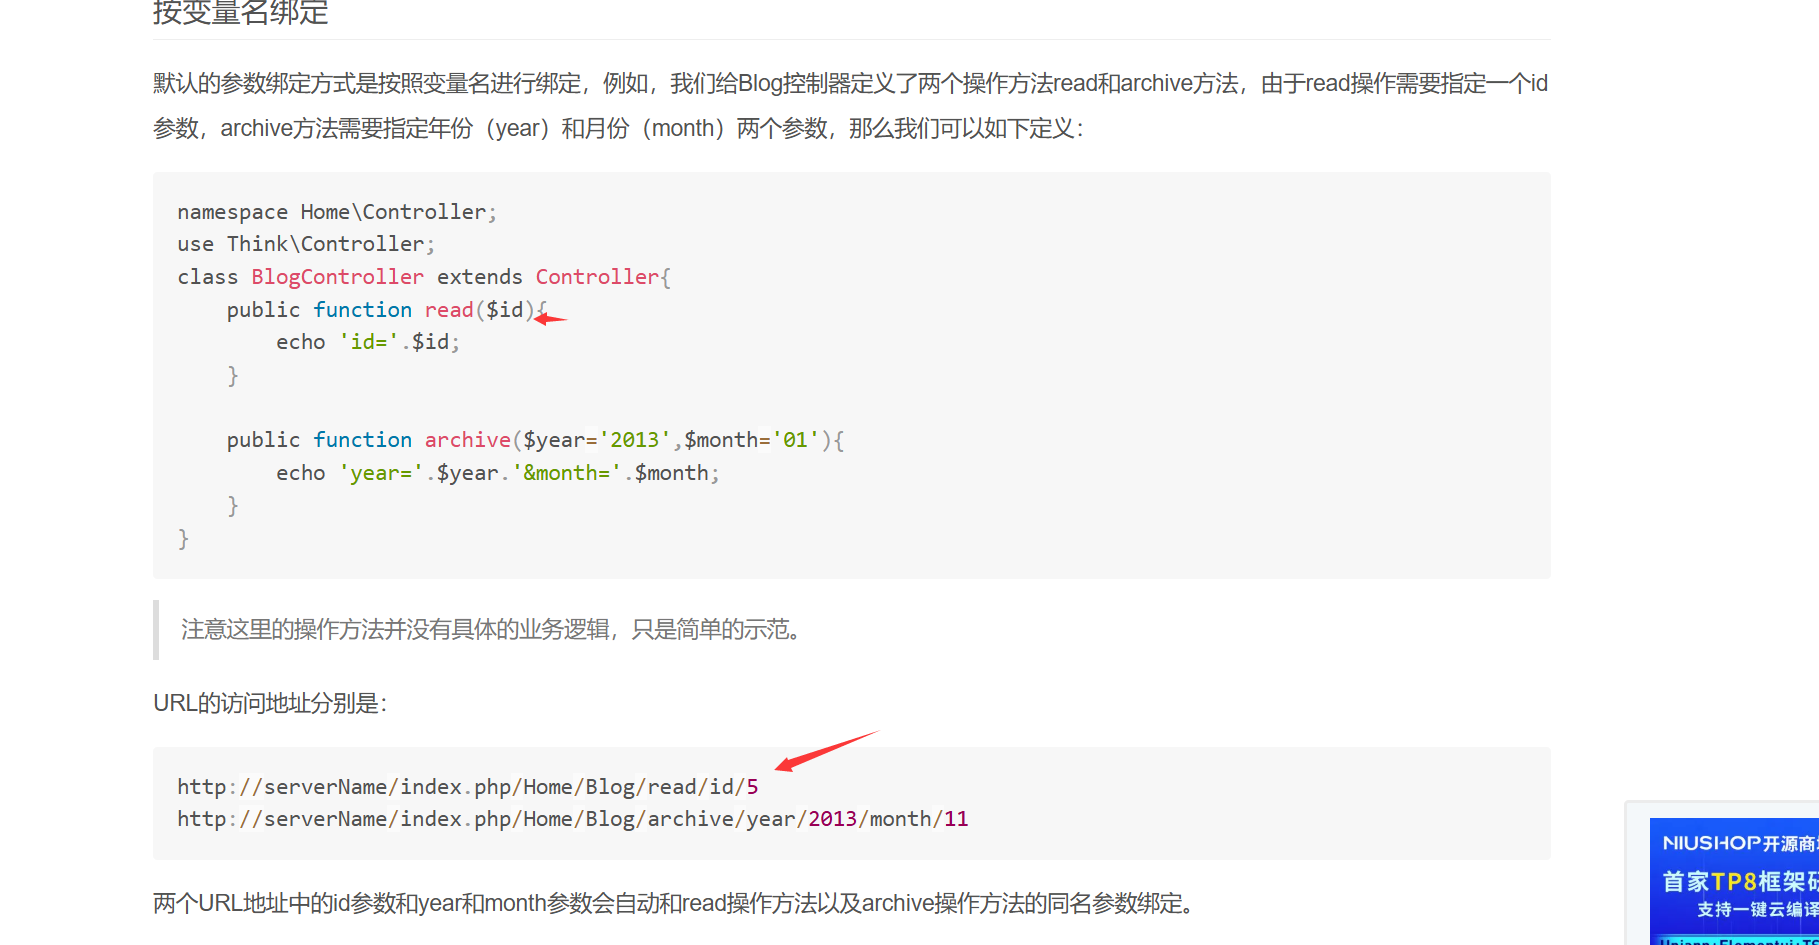 按变量名绑定
默认的参数绑定方式是按照变量名进行绑定，例如，我们给Blog控制器定义了两个操作方法read和archive方法，由于read操作需要指定一个id
参数，archive方法需要指定年份（year）和月份（month）两个参数，那么我们可以如下定义：
namespace Home\Controller;
use Think\Controller;
class BlogController extends Controller{
    public function read($id){
        echo 'id='.$id;
    }
    public function archive($year='2013',$month='01'){
        echo 'year='.$year.'&month='.$month;
    }
}
注意这里的操作方法并没有具体的业务逻辑，只是简单的示范。
URL的访问地址分别是：
http://serverName/index.php/Home/Blog/read/id/5
http://serverName/index.php/Home/Blog/archive/year/2013/month/11
两个URL地址中的id参数和year和month参数会自动和read操作方法以及archive操作方法的同名参数绑定。
NIUSHOP开源商
首家TP8框架研
支持一键云编译